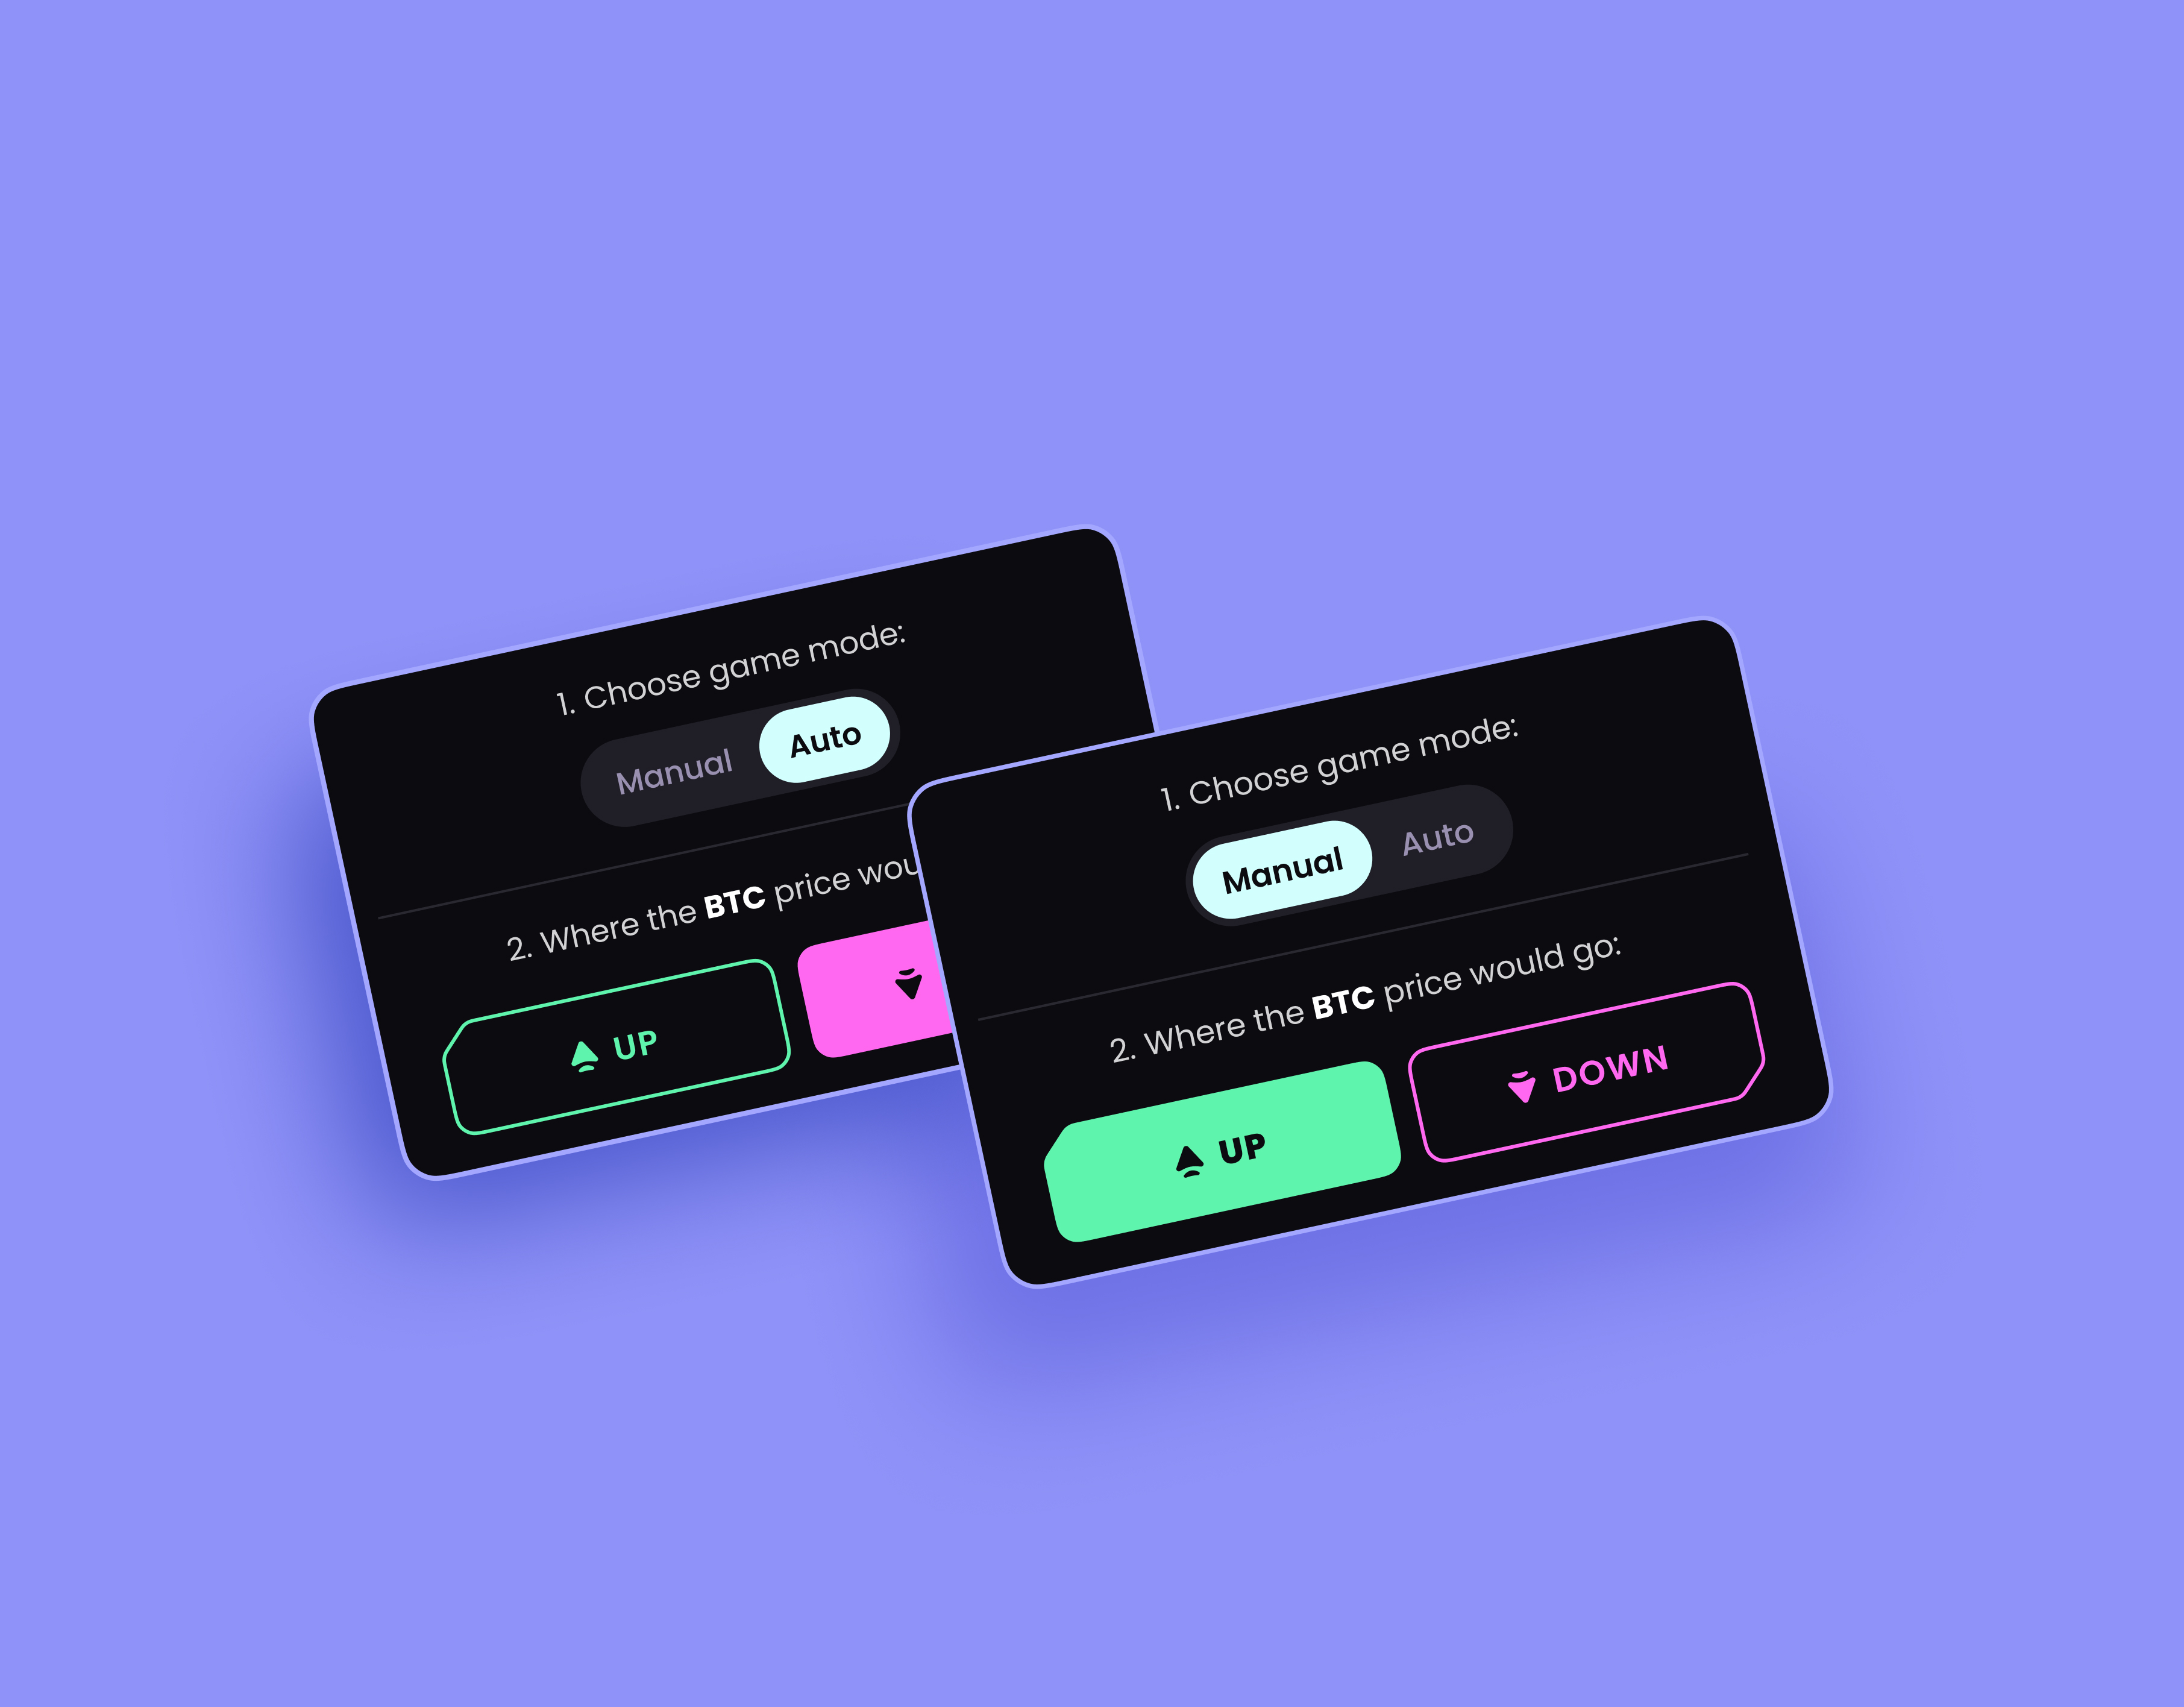 1. Choose game mode:
Manual Auto
2. Where the BTC price wou
UP
1. Choose game mode:
Manual Auto
2. Where the BTC price would go:
UP DOWN